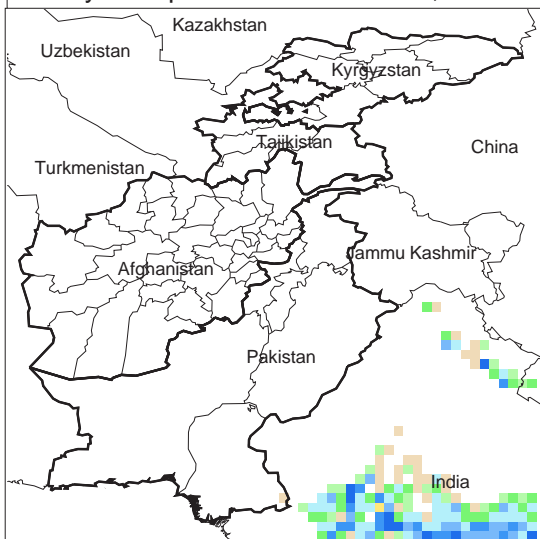 Kazakhstan
Uzbekistan
Kyrgyzstan
Tajikistan
China
Turkmenistan
Jammu Kashmir
Afghanistan
Pakistan
India